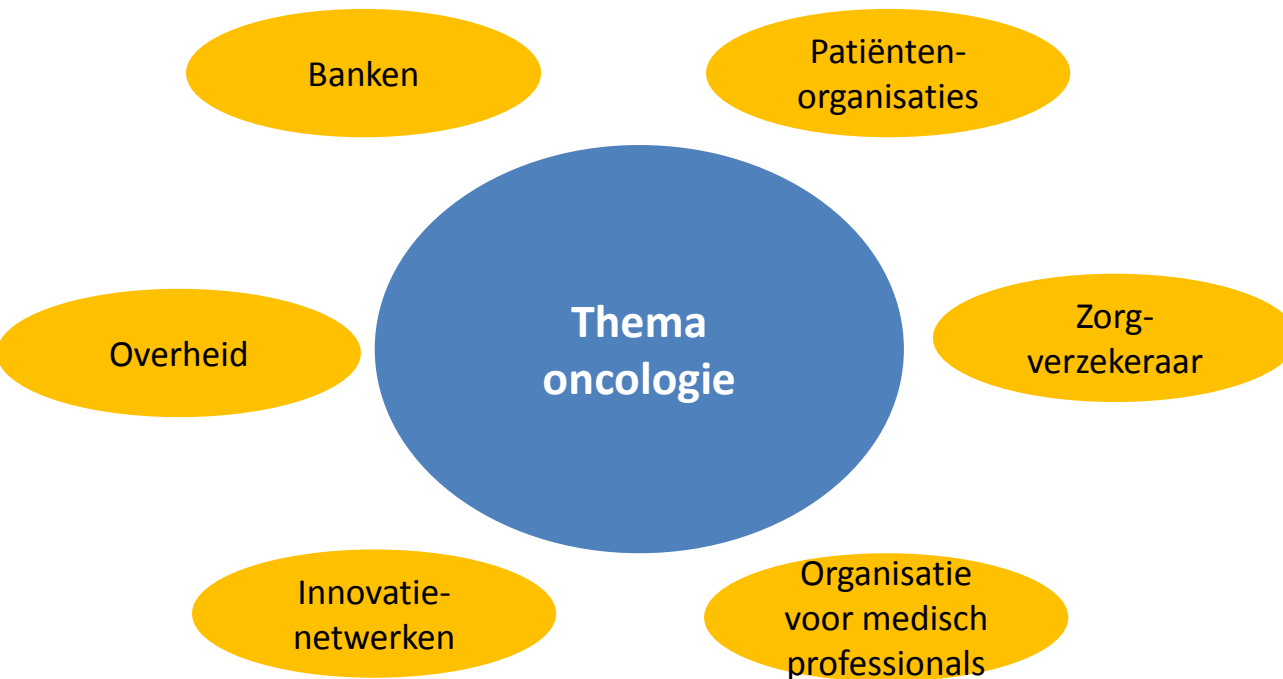 Banken
Patiënten-
organisaties
Thema
oncologie
Overheid
Zorg-
verzekeraar
Innovatie-
netwerken
Organisatie
voor medisch
professionals